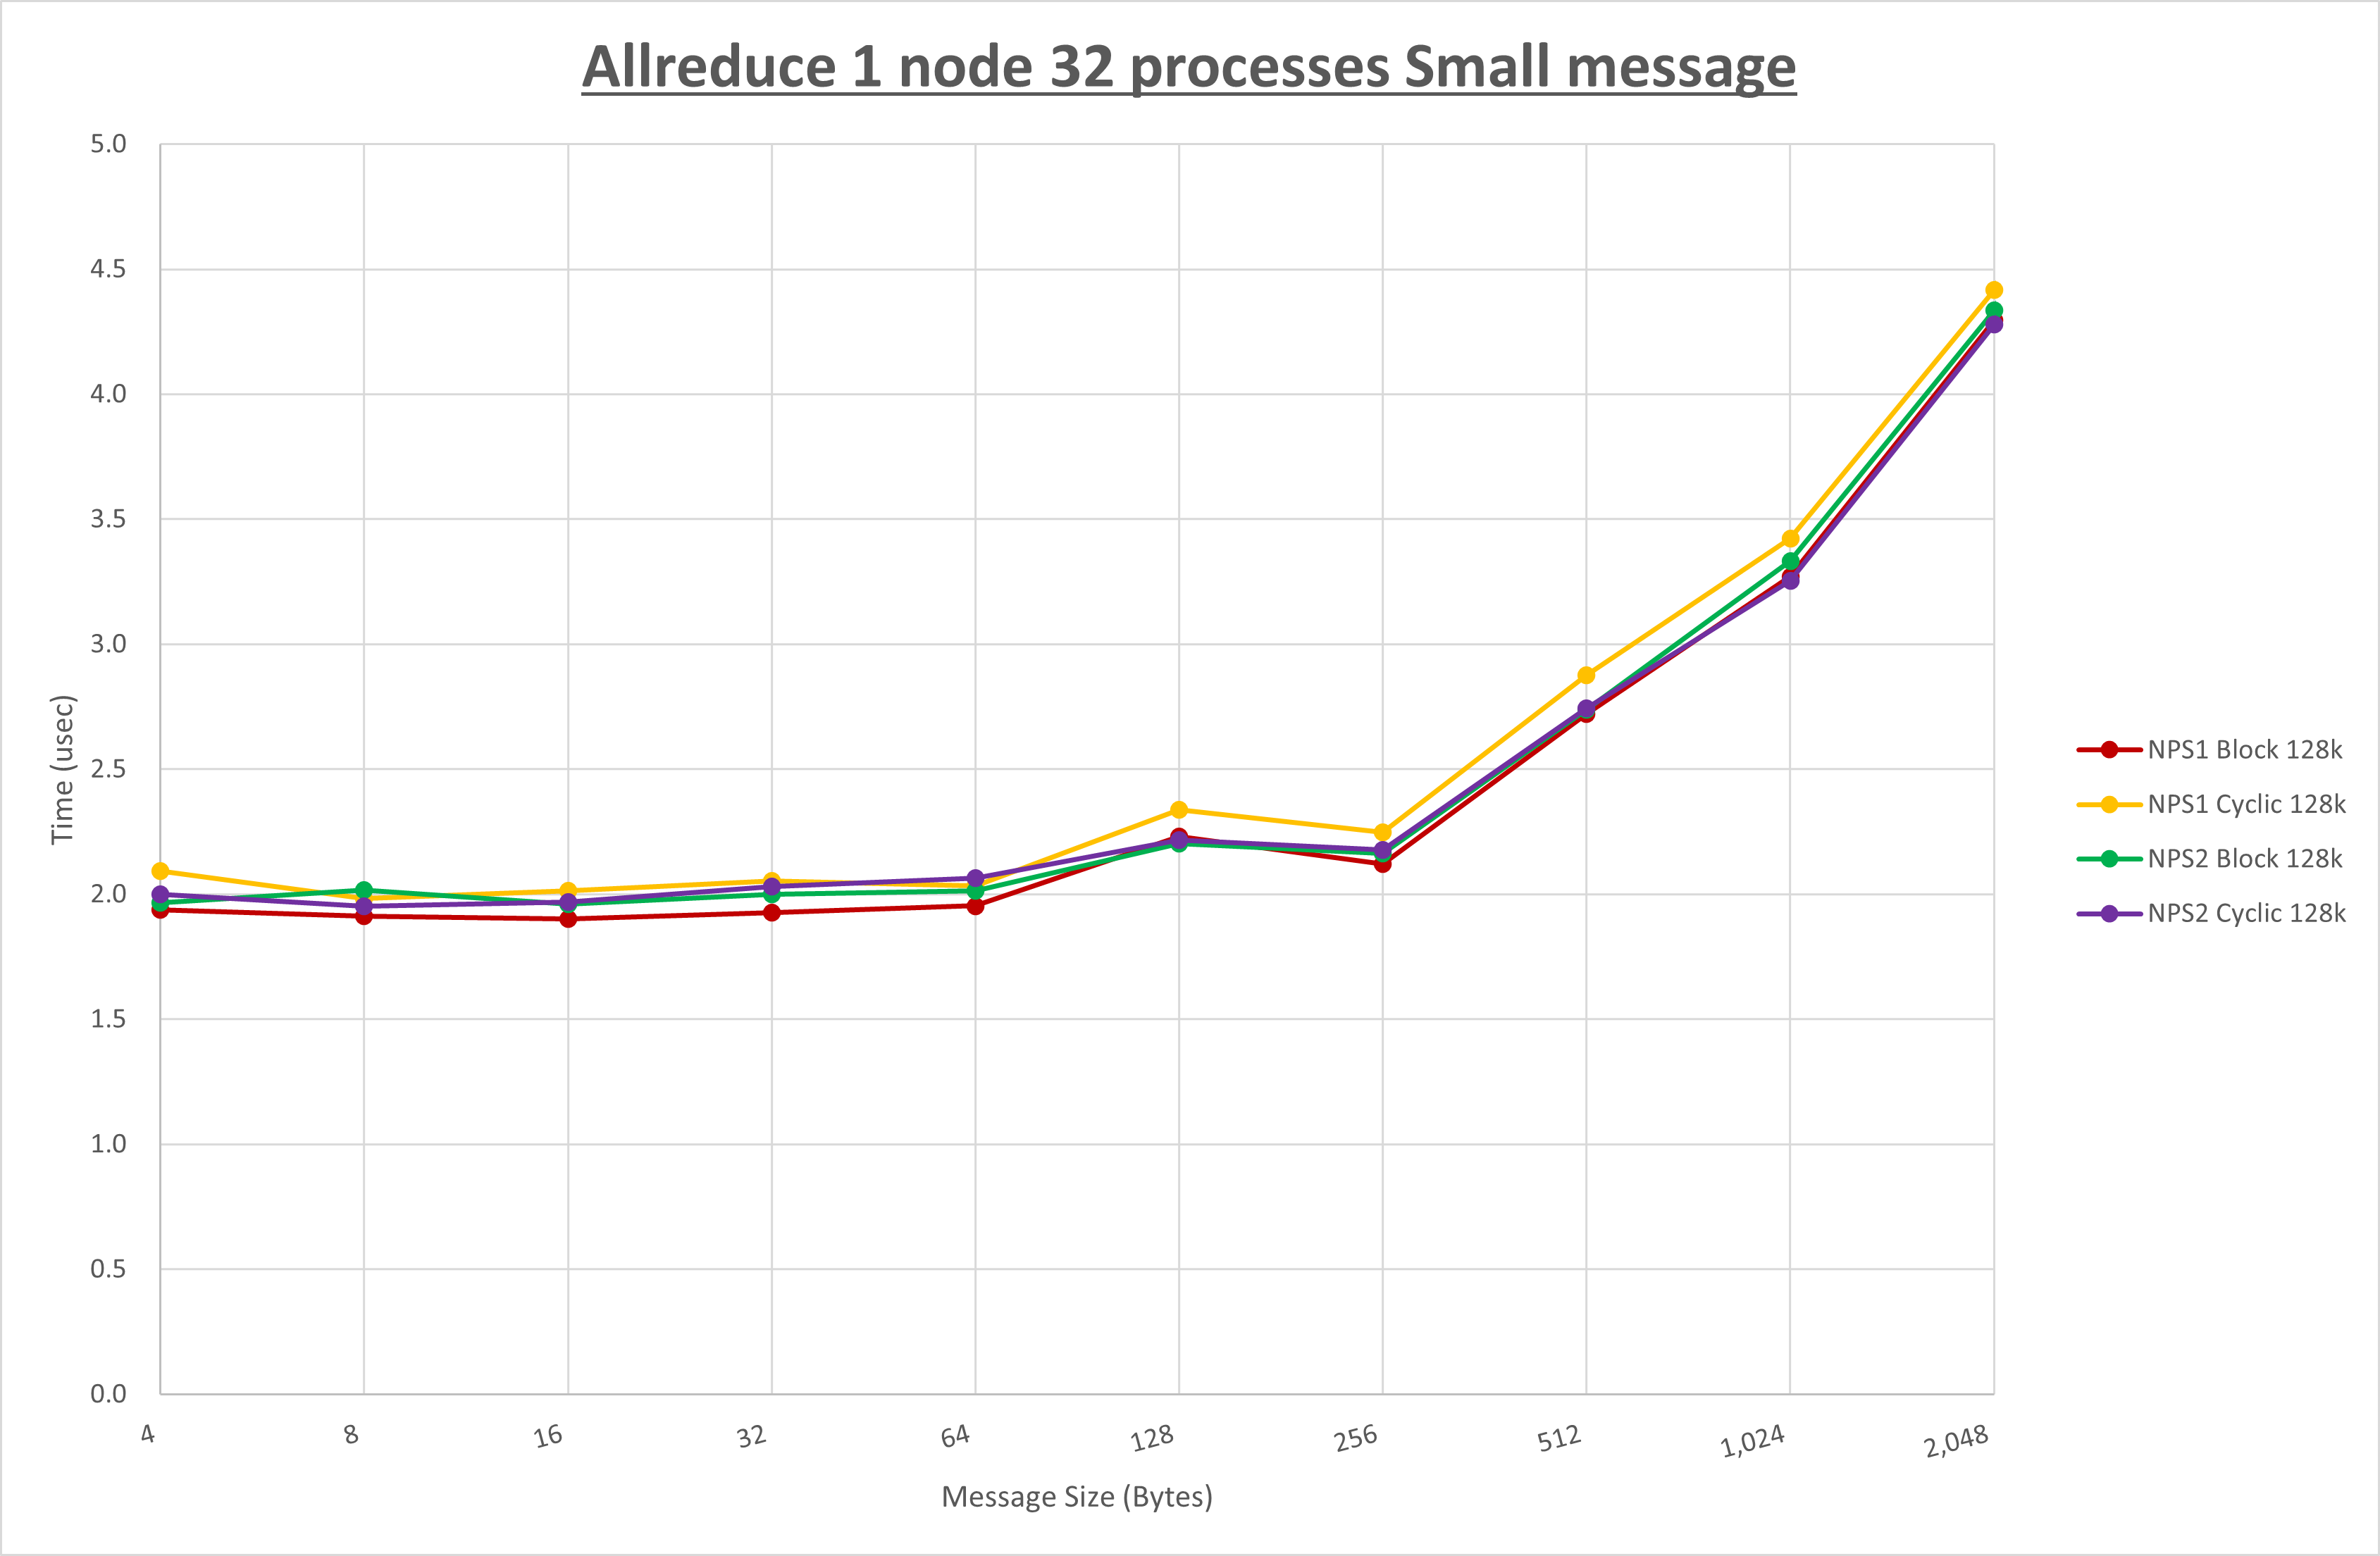 Allreduce 1 node 32 processes Small message
5.0
4.5
4.0
3.5
3.0
2.5
2.0
1.5
1.0
0.5
0.0
Time (usec)
4 8 16 32 64 128 256 512 1,024 2,048
Message Size (Bytes)
NPS1 Block 128k
NPS1 Cyclic 128k
NPS2 Block 128k
NPS2 Cyclic 128k